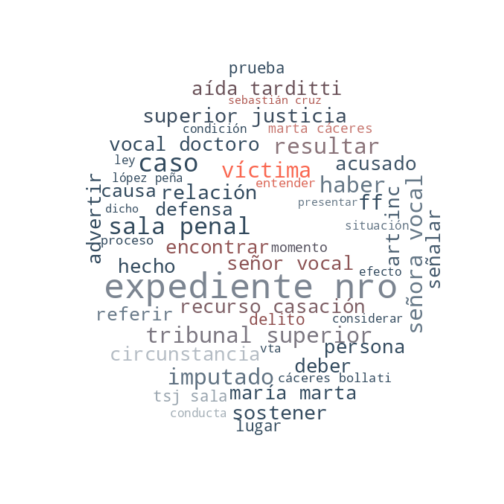 prueba
aída tarditti
sebastián cruz
superior justicia
condición marta cáceres
vocal doctoro resultar
ley caso víctima acusado
lópez peña entender haber
advertir causa relación presentar ff art inc señora vocal señalar
dicho defensa
sala penal situación
proceso encontrar momento
hecho señor vocal efecto
expediente nro
recurso casación
referir delito considerar
tribunal superior
circunstancia vta persona
deber
imputado cáceres bollati
tsj sala maría marta
conducta sostener
lugar